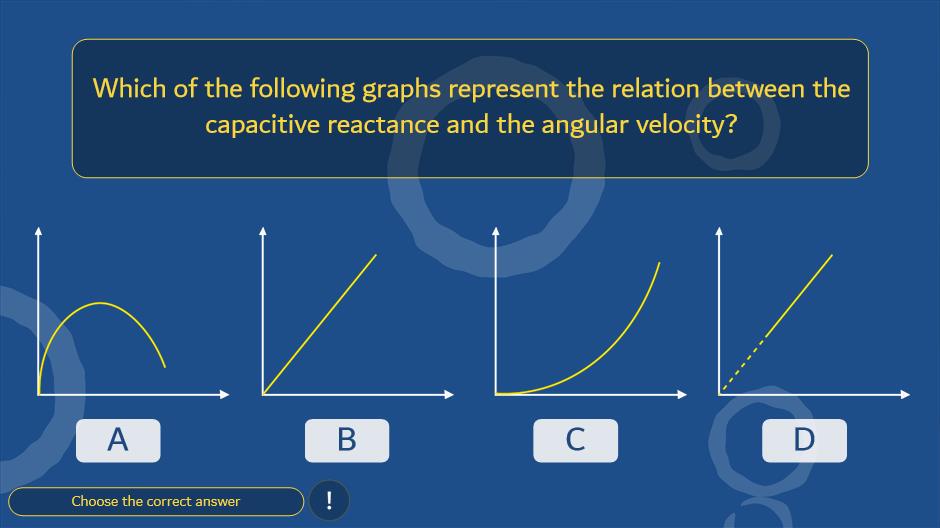 Which of the following graphs represent the relation between the
capacitive reactance and the angular velocity?
A
B
C
D
Choose the correct answer
!